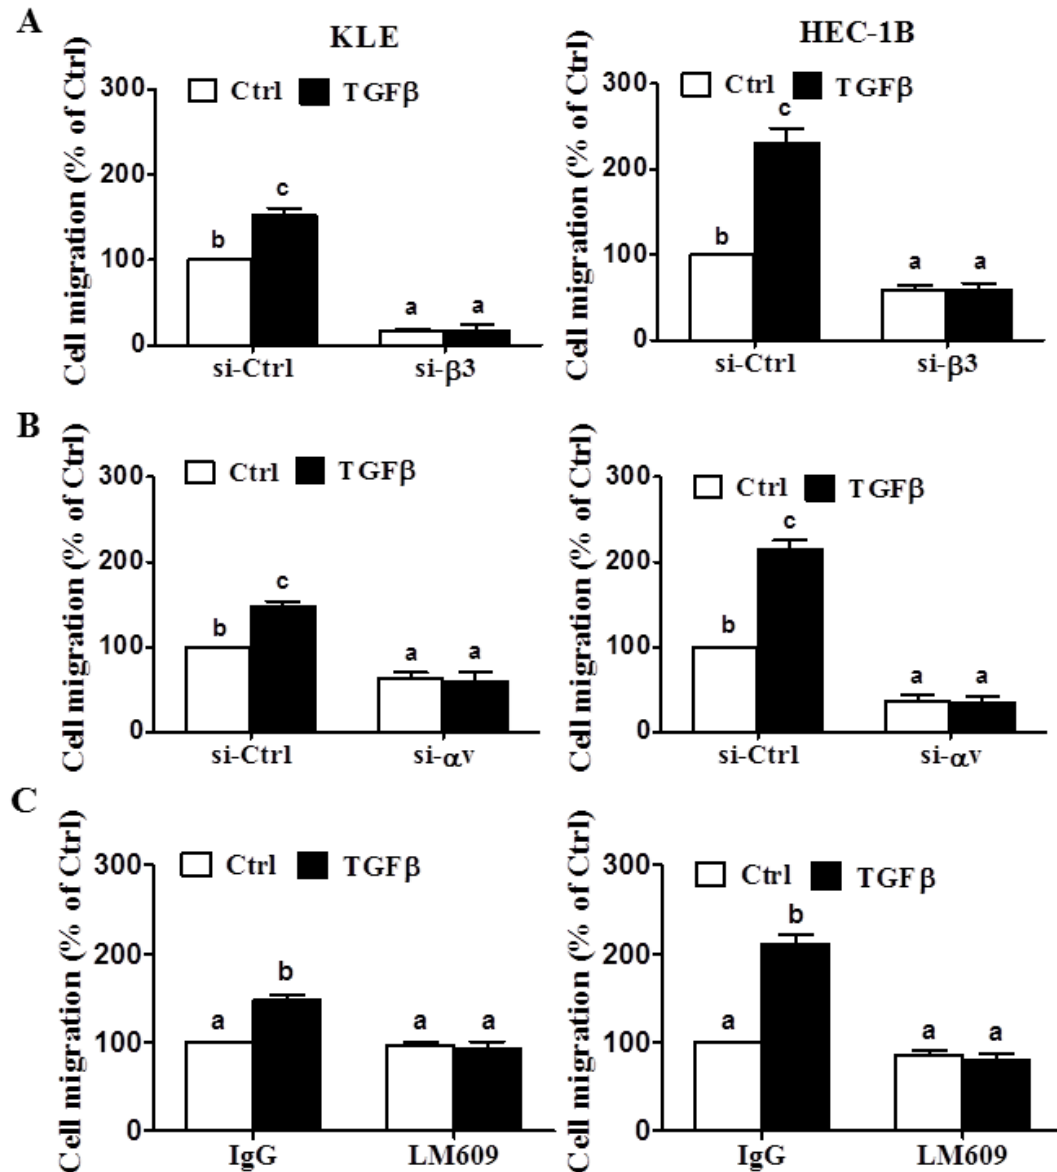 A
KLE
HEC-1B
Cell migration (% of Ctrl)
300
200
100
0
Ctrl
TGFβ
b
c
a
a
si-Ctrl
si-β3
Cell migration (% of Ctrl)
300
200
100
0
Ctrl
TGFβ
b
c
a
a
si-Ctrl
si-β3
B
Cell migration (% of Ctrl)
300
200
100
0
Ctrl
TGFβ
b
c
a
a
si-Ctrl
si-αv
Cell migration (% of Ctrl)
300
200
100
0
Ctrl
TGFβ
b
c
a
a
si-Ctrl
si-αv
C
Cell migration (% of Ctrl)
300
200
100
0
Ctrl
TGFβ
a
b
a
a
IgG
LM609
Cell migration (% of Ctrl)
300
200
100
0
Ctrl
TGFβ
a
b
a
a
IgG
LM609